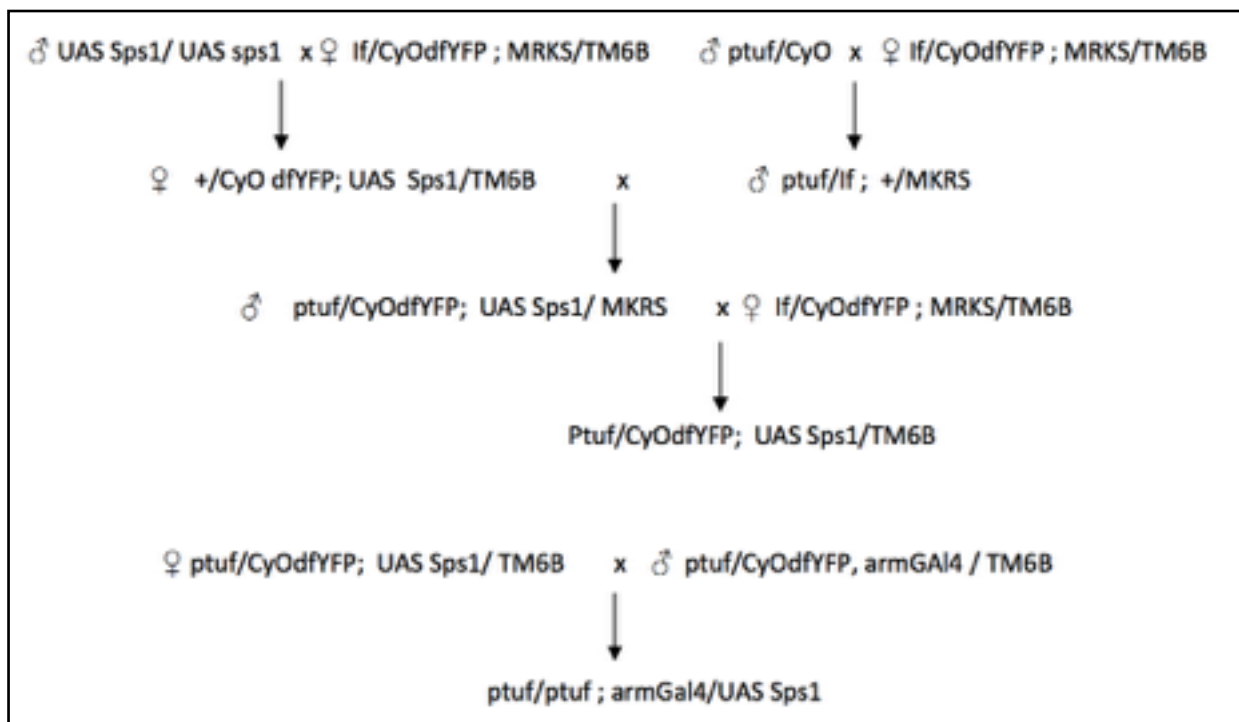 ♂ UAS Sps1/ UAS sps1 x ♀ If/CyOdfYFP ; MRKS/TM6B ♂ ptuf/CyO x ♀ If/CyOdfYFP ; MRKS/TM6B
♀ +/CyO dfYFP; UAS Sps1/TM6B x ♂ ptuf/If ; +/MKRS
♂ ptuf/CyOdfYFP; UAS Sps1/ MKRS x ♀ If/CyOdfYFP ; MRKS/TM6B
Ptuf/CyOdfYFP; UAS Sps1/TM6B
♀ ptuf/CyOdfYFP; UAS Sps1/ TM6B x ♂ ptuf/CyOdfYFP, armGAl4 / TM6B
ptuf/ptuf ; armGal4/UAS Sps1